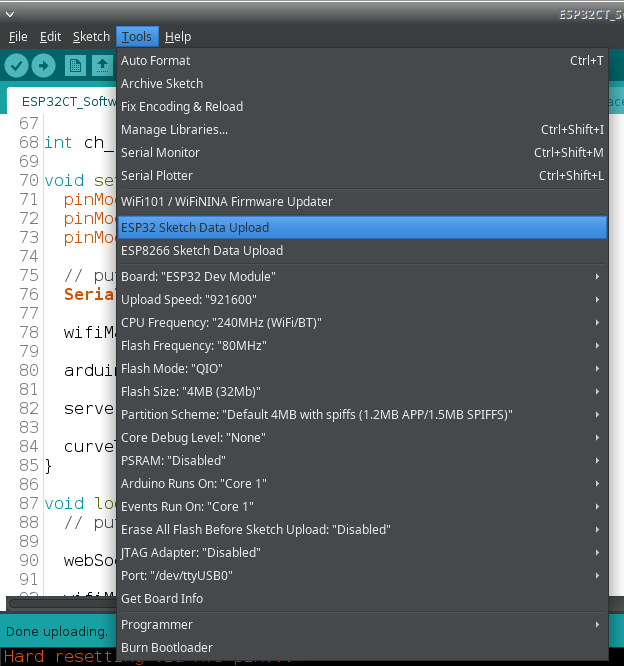 ESP32CT_So
File Edit Sketch Tools Help
Auto Format Ctrl+T
ESP32CT_Softw
Archive Sketch
Fix Encoding & Reload
Manage Libraries... Ctrl+Shift+I
Serial Monitor Ctrl+Shift+M
Serial Plotter Ctrl+Shift+L
WiFi101 / WiFiNINA Firmware Updater
ESP32 Sketch Data Upload
ESP8266 Sketch Data Upload
Board: "ESP32 Dev Module"
Upload Speed: "921600"
CPU Frequency: "240MHz (WiFi/BT)"
Flash Frequency: "80MHz"
Flash Mode: "QIO"
Flash Size: "4MB (32Mb)"
Partition Scheme: "Default 4MB with spiffs (1.2MB APP/1.5MB SPIFFS)"
Core Debug Level: "None"
PSRAM: "Disabled"
Arduino Runs On: "Core 1"
Events Run On: "Core 1"
Erase All Flash Before Sketch Upload: "Disabled"
JTAG Adapter: "Disabled"
Port: "/dev/ttyUSB0"
Get Board Info
Programmer
Burn Bootloader
67
68 int ch_
69
70 void se
71 pinMo
72 pinMo
73 pinMo
74
75 // pu
76 Seria
77
78 wifiM
79
80 ardui
81
82 serve
83
84 curve
85 }
86
87 void lo
88 // pu
89
90 webSo
91
Done uploading.
Hard resetting